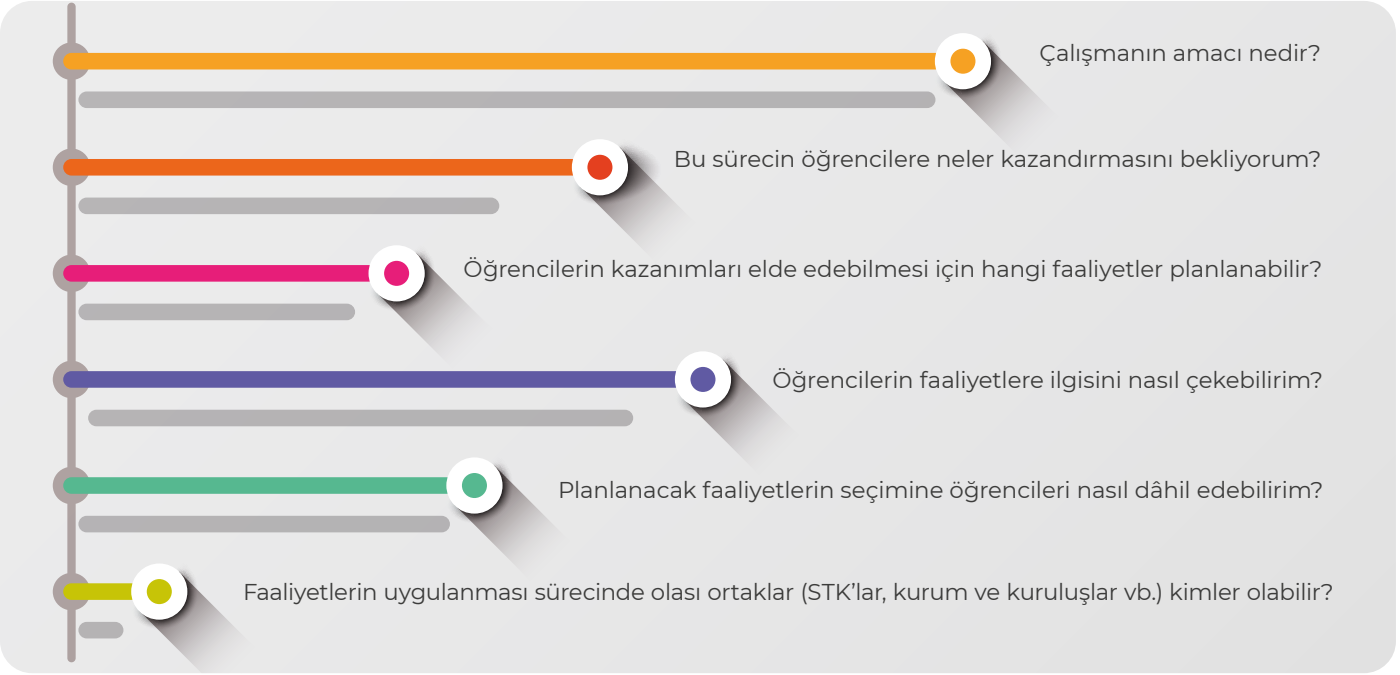 Çalışmanın amacı nedir?
Bu sürecin öğrencilere neler kazandırmasını bekliyorum?
Öğrencilerin kazanımları elde edebilmesi için hangi faaliyetler planlanabilir?
Öğrencilerin faaliyetlere ilgisini nasıl çekebilirim?
Planlanacak faaliyetlerin seçimine öğrencileri nasıl dâhil edebilirim?
Faaliyetlerin uygulanması sürecinde olası ortaklar (STK’lar, kurum ve kuruluşlar vb.) kimler olabilir?